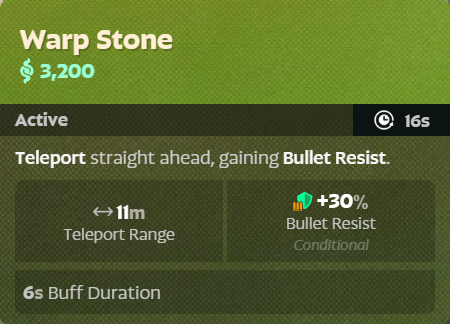 Warp Stone
3,200
Active 16s
Teleport straight ahead, gaining Bullet Resist.
11m
Teleport Range
+30%
Bullet Resist
Conditional
6s Buff Duration